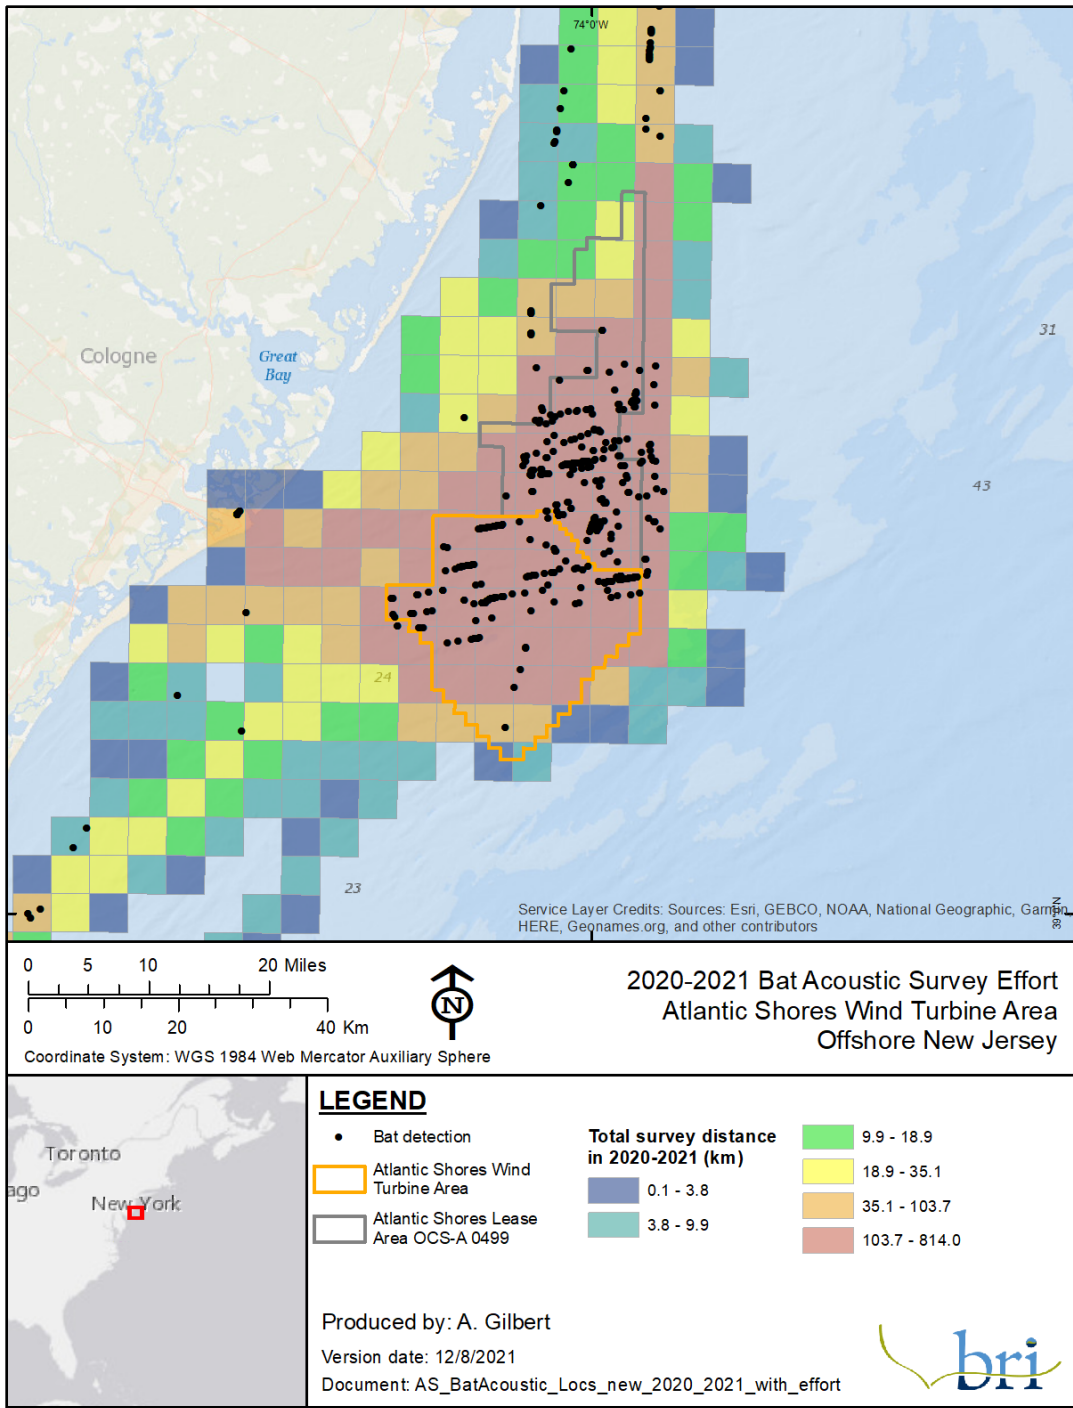 74°0'W
Cologne
Great
Bay
31
43
24
23
39°0'N
Service Layer Credits: Sources: Esri, GEBCO, NOAA, National Geographic, Garmin,
HERE, Geonames.org, and other contributors
0 5 10 20 Miles
0 10 20 40 Km
Coordinate System: WGS 1984 Web Mercator Auxiliary Sphere
N
2020-2021 Bat Acoustic Survey Effort
Atlantic Shores Wind Turbine Area
Offshore New Jersey
Toronto
ago
New York
LEGEND
Bat detection
Atlantic Shores Wind
Turbine Area
Atlantic Shores Lease
Area OCS-A 0499
Total survey distance
in 2020-2021 (km)
0.1 - 3.8
3.8 - 9.9
9.9 - 18.9
18.9 - 35.1
35.1 - 103.7
103.7 - 814.0
Produced by: A. Gilbert
Version date: 12/8/2021
Document: AS_BatAcoustic_Locs_new_2020_2021_with_effort
bri